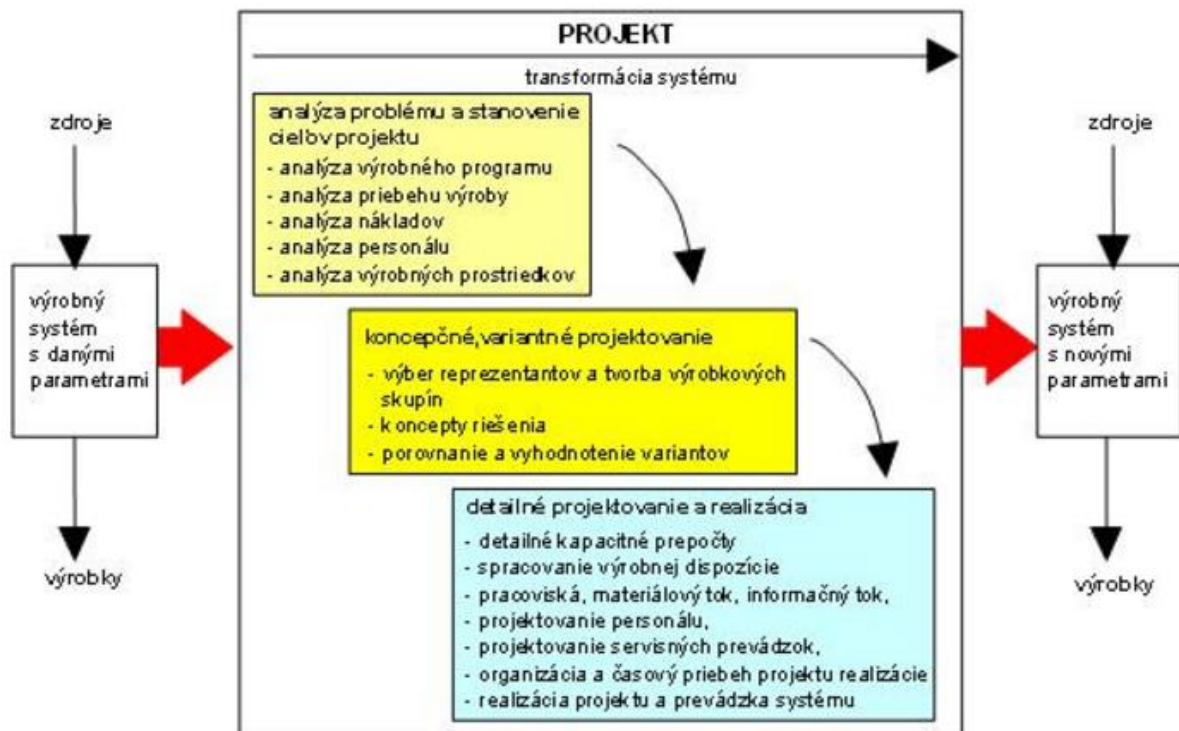 PROJEKT
transformácia systému
zdroje
výrobný
systém
s danými
parametrami
výrobky
analýza problému a stanovenie
cieľov projektu
- analýza výrobného programu
- analýza priebehu výroby
- analýza nákladov
- analýza personálu
- analýza výrobných prostriedkov
koncepčné,variantné projektovanie
- výber reprezentantov a tvorba výrobkových
skupín
- koncepty riešenia
- porovnanie a vyhodnotenie variantov
detailné projektovanie a realizácia
- detailné kapacitné prepočty
- spracovanie výrobnej dispozície
- pracoviská, materiálový tok, informačný tok,
- projektovanie personálu,
- projektovanie servisných prevádzok,
- organizácia a časový priebeh projektu realizácie
- realizácia projektu a prevádzka systému
zdroje
výrobný
systém
s novými
parametrami
výrobky